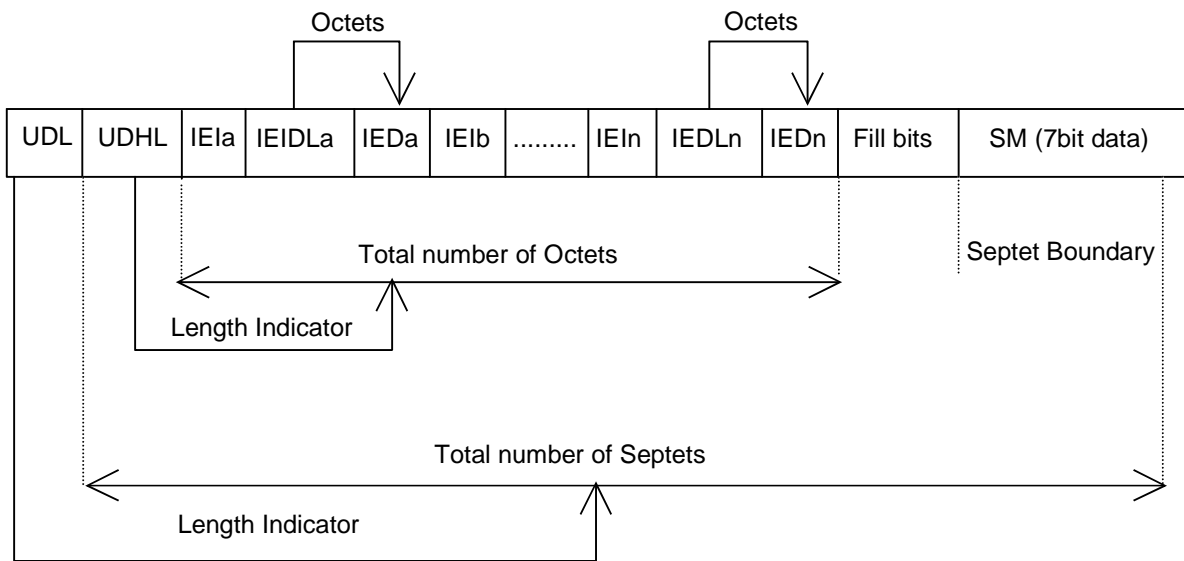 Octets Octets
UDL UDHL IEIa IEIDLa IEDa IEIb ......... IEIn IEDLn IEDn Fill bits SM (7bit data)
Total number of Octets
Septet Boundary
Length Indicator
Total number of Septets
Length Indicator